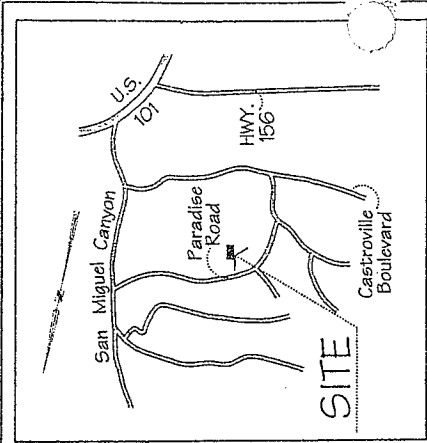 U.S.
101
HWY.
156
San Miguel Canyon
Paradise
Road
Castroville
Boulevard
SITE